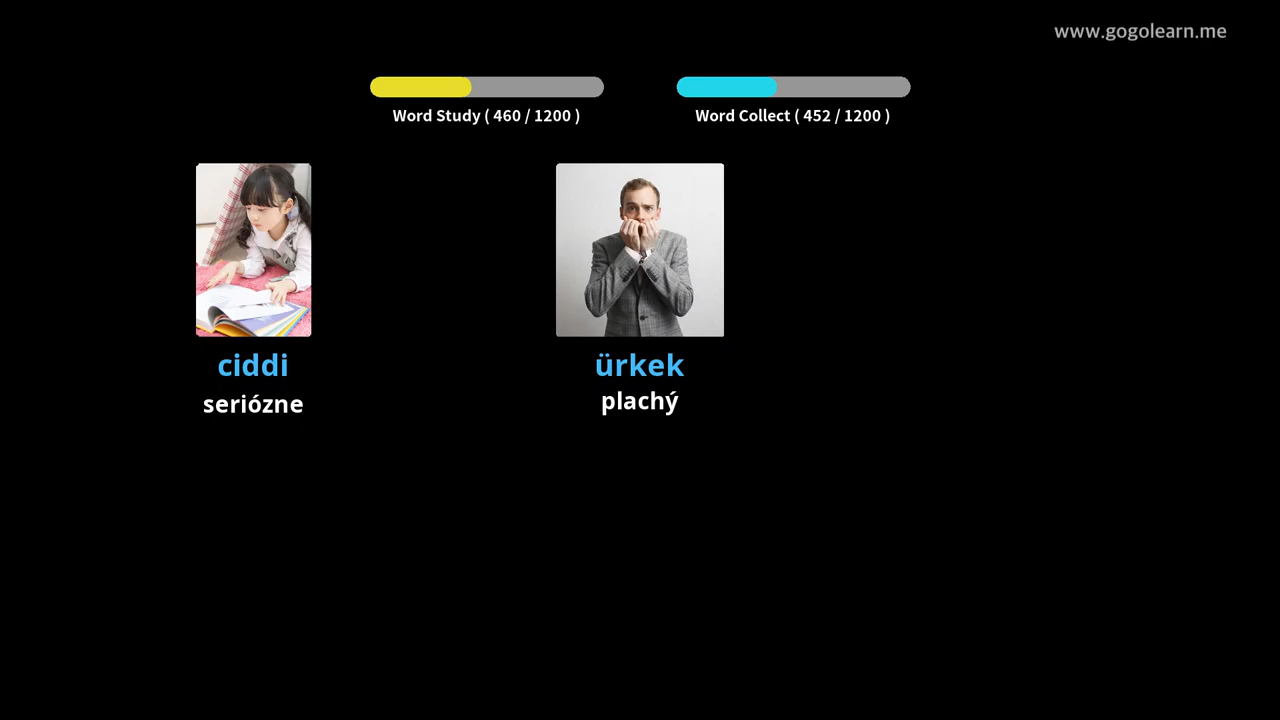 www.gogolearn.me
Word Study ( 460 / 1200 )
Word Collect ( 452 / 1200 )
ciddi
seriózne
ürkek
plachý